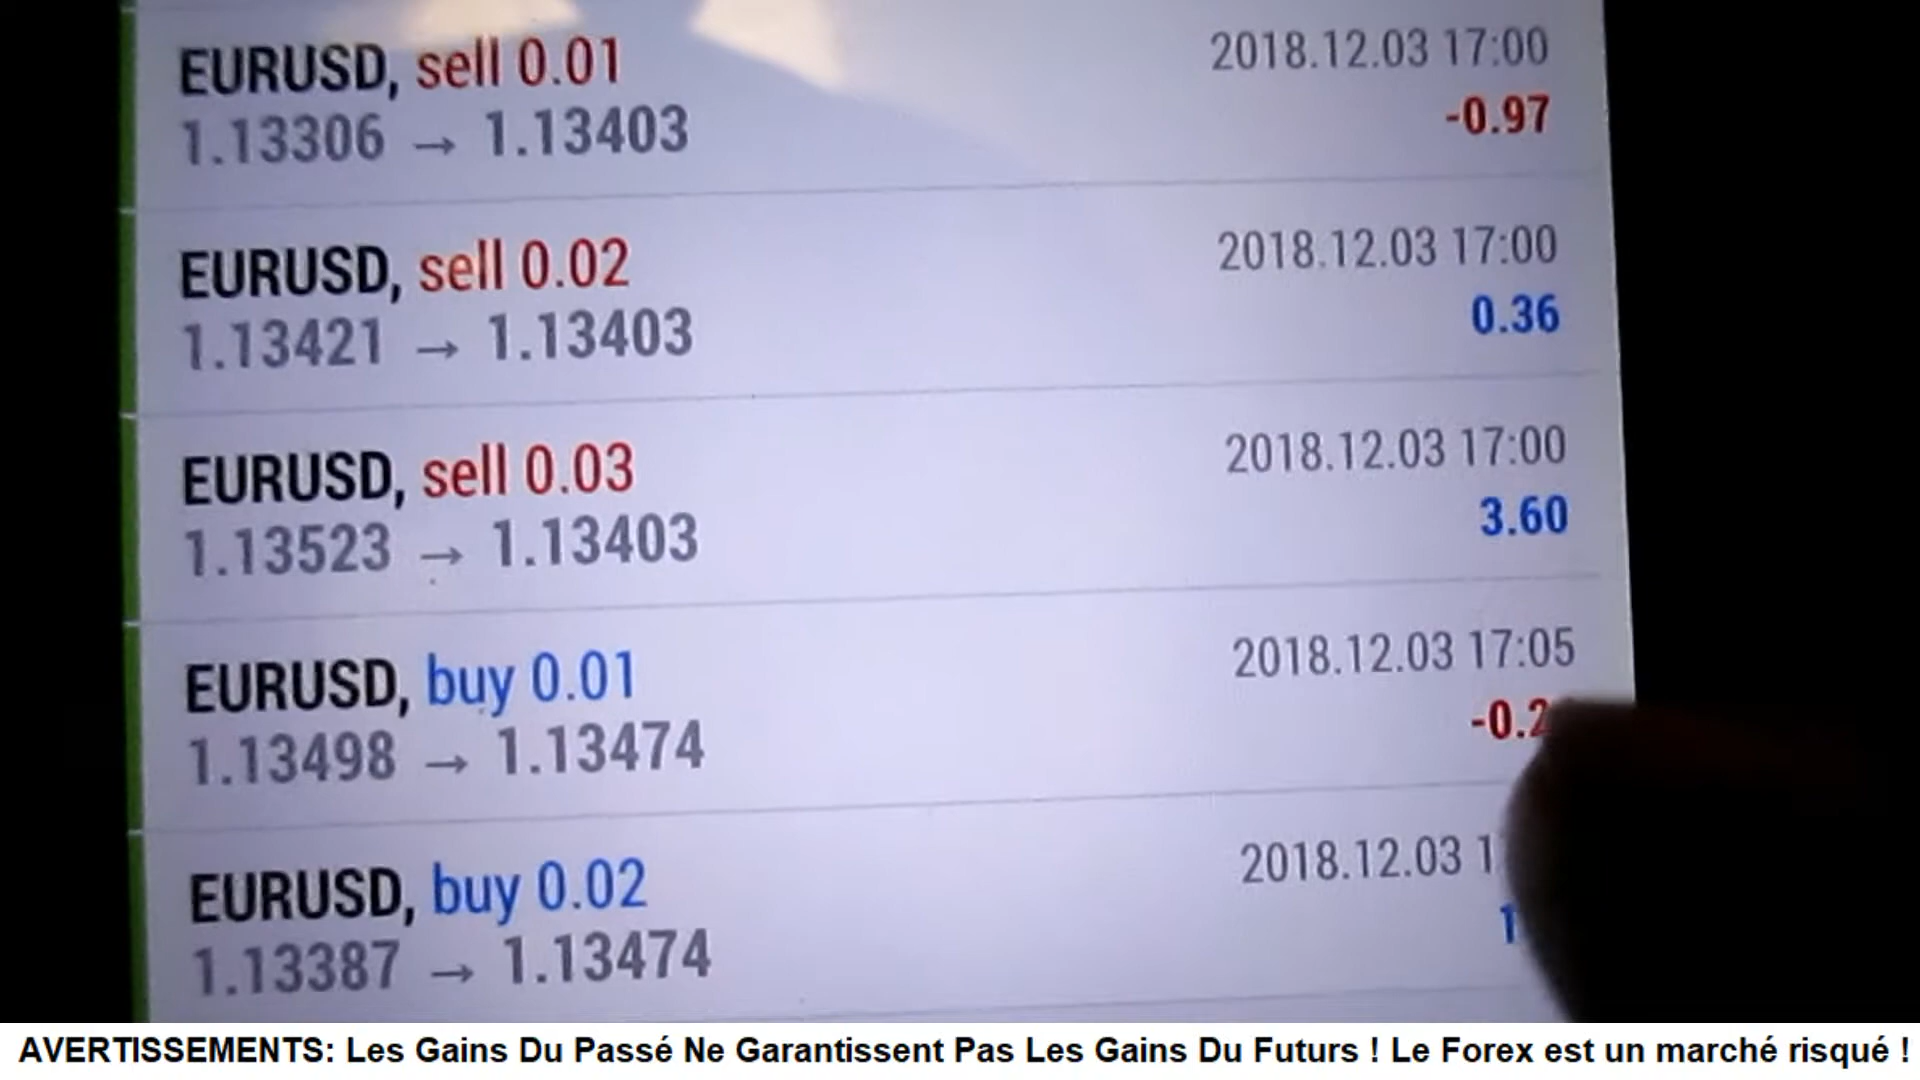 EURUSD, sell 0.01
2018.12.03 17:00
1.13306 → 1.13403
-0.97
EURUSD, sell 0.02
2018.12.03 17:00
1.13421 → 1.13403
0.36
EURUSD, sell 0.03
2018.12.03 17:00
1.13523 → 1.13403
3.60
EURUSD, buy 0.01
2018.12.03 17:05
1.13498 → 1.13474
EURUSD, buy 0.02
2018.12.03
1.13387 → 1.13474
AVERTISSEMENTS: Les Gains Du Passé Ne Garantissent Pas Les Gains Du Futurs ! Le Forex est un marché risqué !